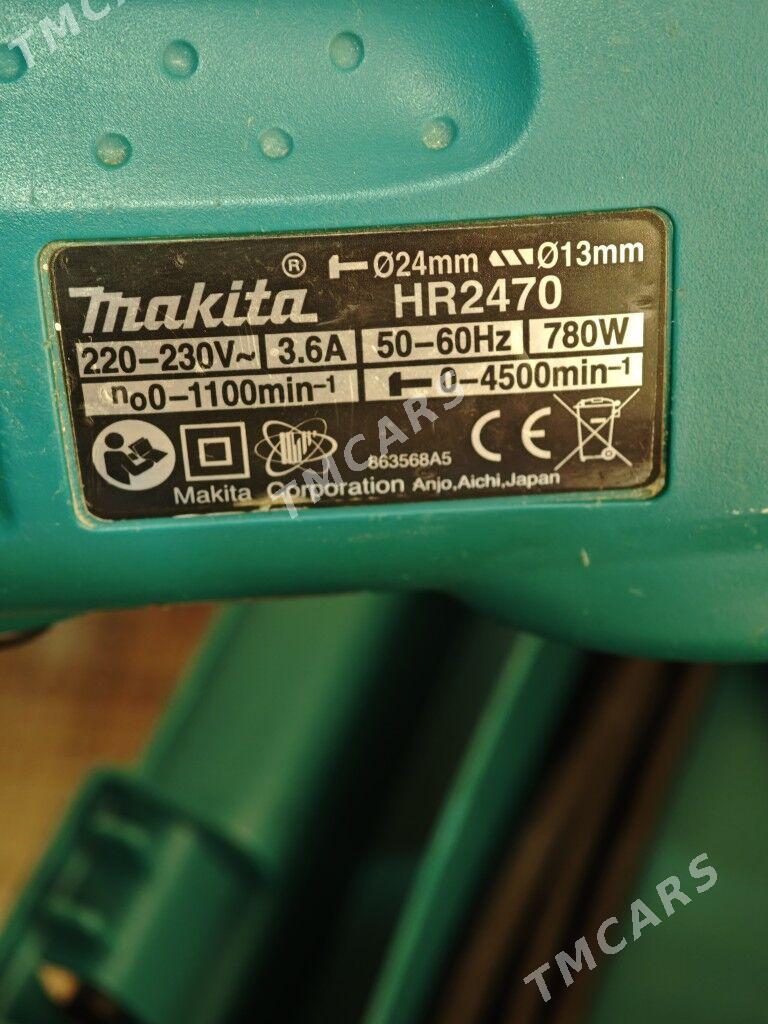 TMCARS
® Ø24mm Ø13mm
makita HR2470
220-230V~ 3.6A 50-60Hz 780W
n₀0-1100min⁻¹ 0-4500min⁻¹
863568A5 CE
Makita Corporation Anjo,Aichi,Japan
TMCARS
TMCARS